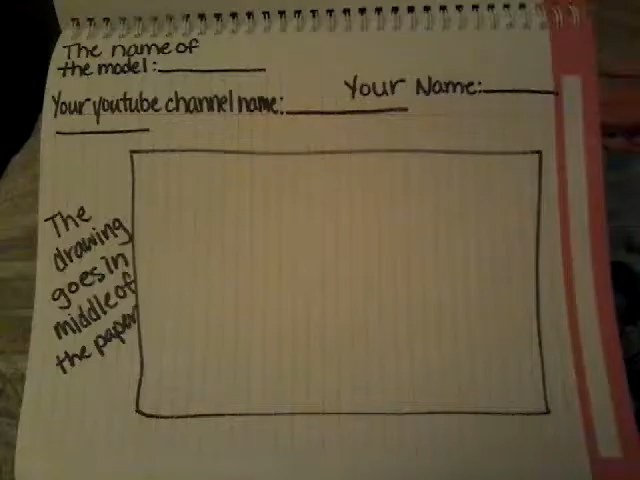 The name of
the model:
Your Name:
Your youtube channel name:
The
drawing
goes in
middle of
the paper